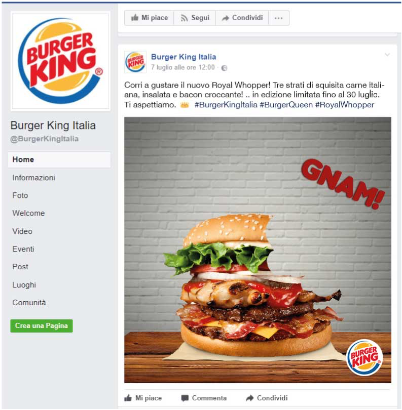 BURGER
KING
Burger King Italia
@BurgerKingItalia
Home
Informazioni
Foto
Welcome
Video
Eventi
Post
Luoghi
Comunità
Crea una Pagina
Mi piace Segui Condividi ...
Burger King Italia
7 luglio alle ore 12:00 ·
Corri a gustare il nuovo Royal Whopper! Tre strati di squisita carne Itali-
ana, insalata e bacon croccante! .. in edizione limitata fino al 30 luglio.
Ti aspettiamo. #BurgerKingItalia #BurgerQueen #RoyalWhopper
GNAM!
BURGER
KING
Mi piace Commenta Condividi